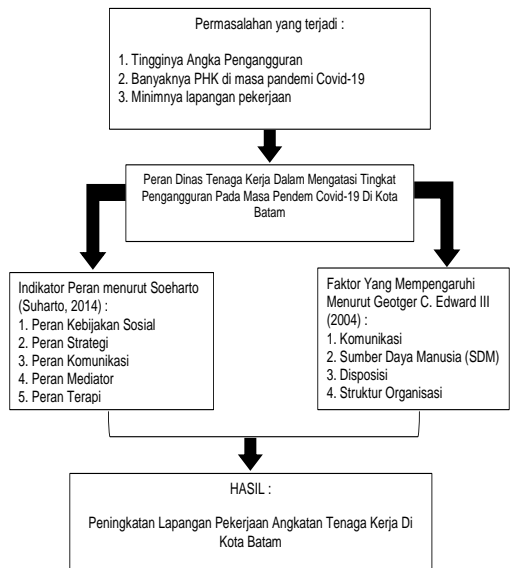 Permasalahan yang terjadi :
1. Tingginya Angka Pengangguran
2. Banyaknya PHK di masa pandemi Covid-19
3. Minimnya lapangan pekerjaan
Peran Dinas Tenaga Kerja Dalam Mengatasi Tingkat
Pengangguran Pada Masa Pendem Covid-19 Di Kota
Batam
Indikator Peran menurut Soeharto
(Suharto, 2014) :
1. Peran Kebijakan Sosial
2. Peran Strategi
3. Peran Komunikasi
4. Peran Mediator
5. Peran Terapi
Faktor Yang Mempengaruhi
Menurut Geotger C. Edward III
(2004) :
1. Komunikasi
2. Sumber Daya Manusia (SDM)
3. Disposisi
4. Struktur Organisasi
HASIL :
Peningkatan Lapangan Pekerjaan Angkatan Tenaga Kerja Di
Kota Batam